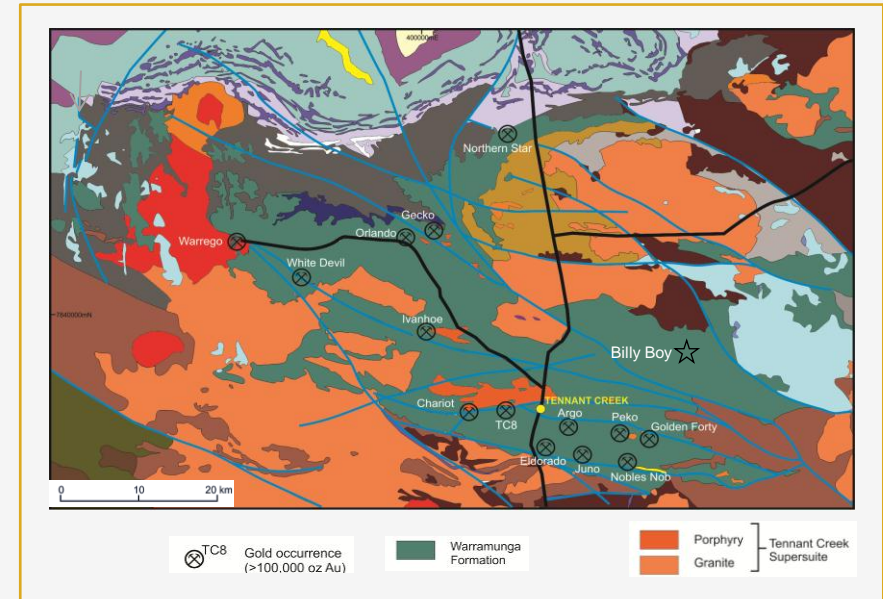 400000mE
Northern Star
Gecko
Orlando
Warrego
White Devil
7840000mN
Ivanhoe
Billy Boy
Chariot
TENNANT CREEK
TC8
Argo
Peko
Golden Forty
Eldorado
Juno
Nobles Nob
0 10 20 km
TC8 Gold occurrence
(>100,000 oz Au)
Warramunga
Formation
Porphyry
Granite
Tennant Creek
Supersuite